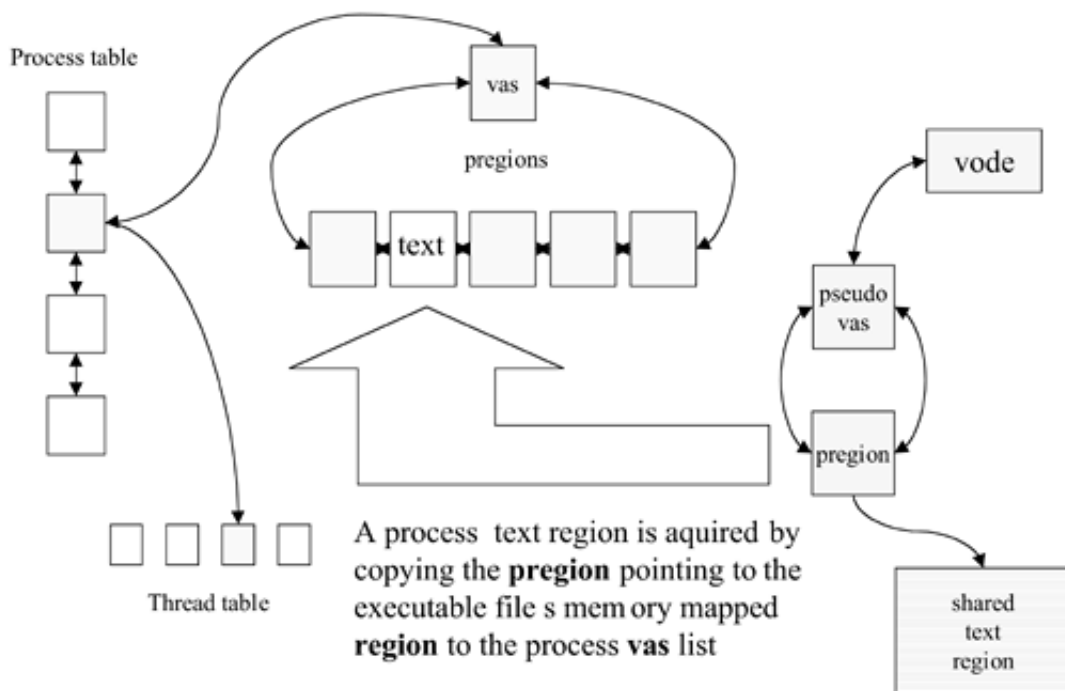 Process table
vas
pregions
vode
text
pseudo
vas
pregion
Thread table
A process text region is aquired by
copying the pregion pointing to the
executable file s mem ory mapped
region to the process vas list
shared
text
region